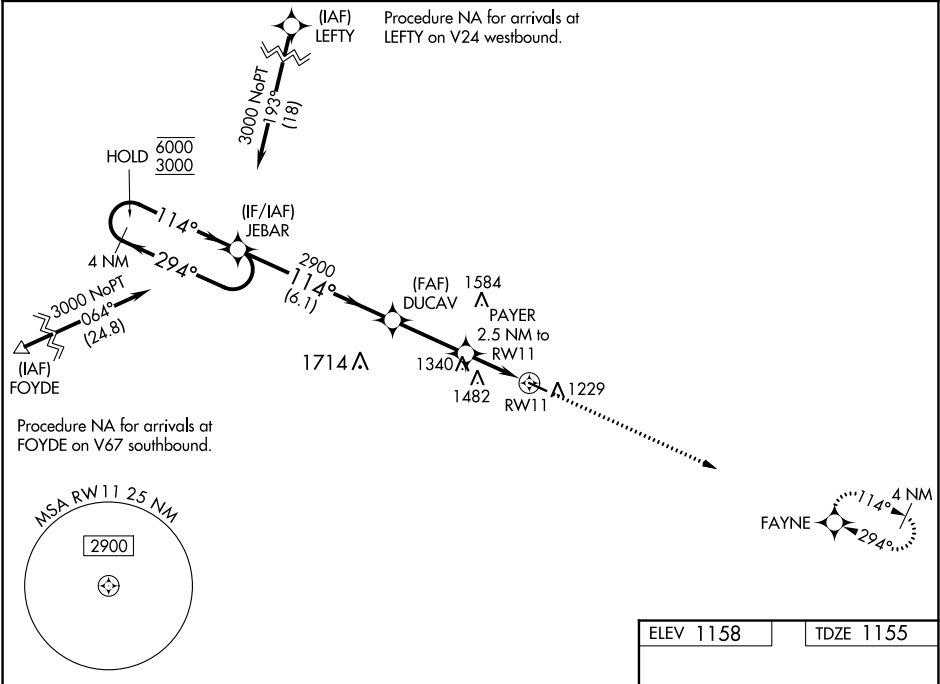 (IAF)
LEFTY
Procedure NA for arrivals at
LEFTY on V24 westbound.
3000 NoPT
193°
(18)
HOLD
6000
3000
(IF/IAF)
JEBAR
114°
294°
4 NM
2900
114°
(6.1)
(FAF)
DUCAV
1584
PAYER
2.5 NM to
RW11
3000 NoPT
064°
(24.8)
(IAF)
FOYDE
1714
1340
1482
RW11
1229
Procedure NA for arrivals at
FOYDE on V67 southbound.
MSA RW11 25 NM
2900
FAYNE
114°
4 NM
294°
ELEV 1158
TDZE 1155